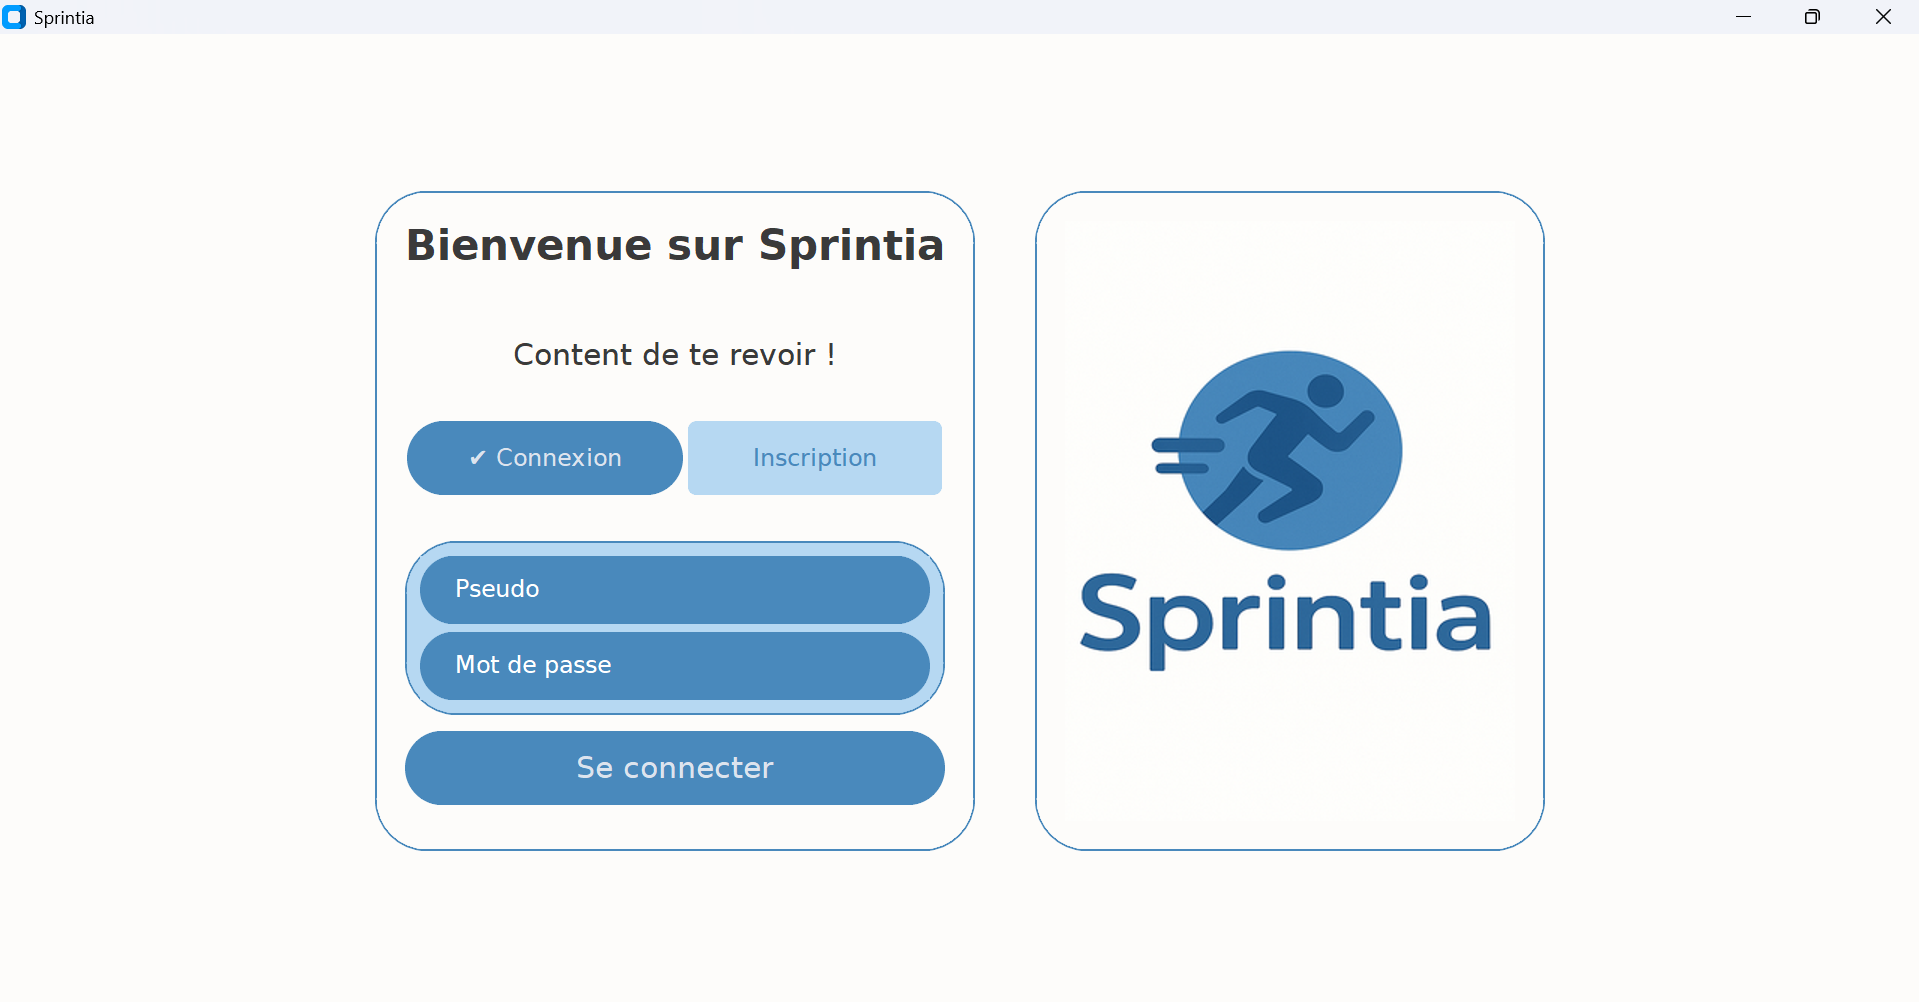 Sprintia
Bienvenue sur Sprintia
Content de te revoir !
✔ Connexion
Inscription
Pseudo
Mot de passe
Se connecter
Sprintia